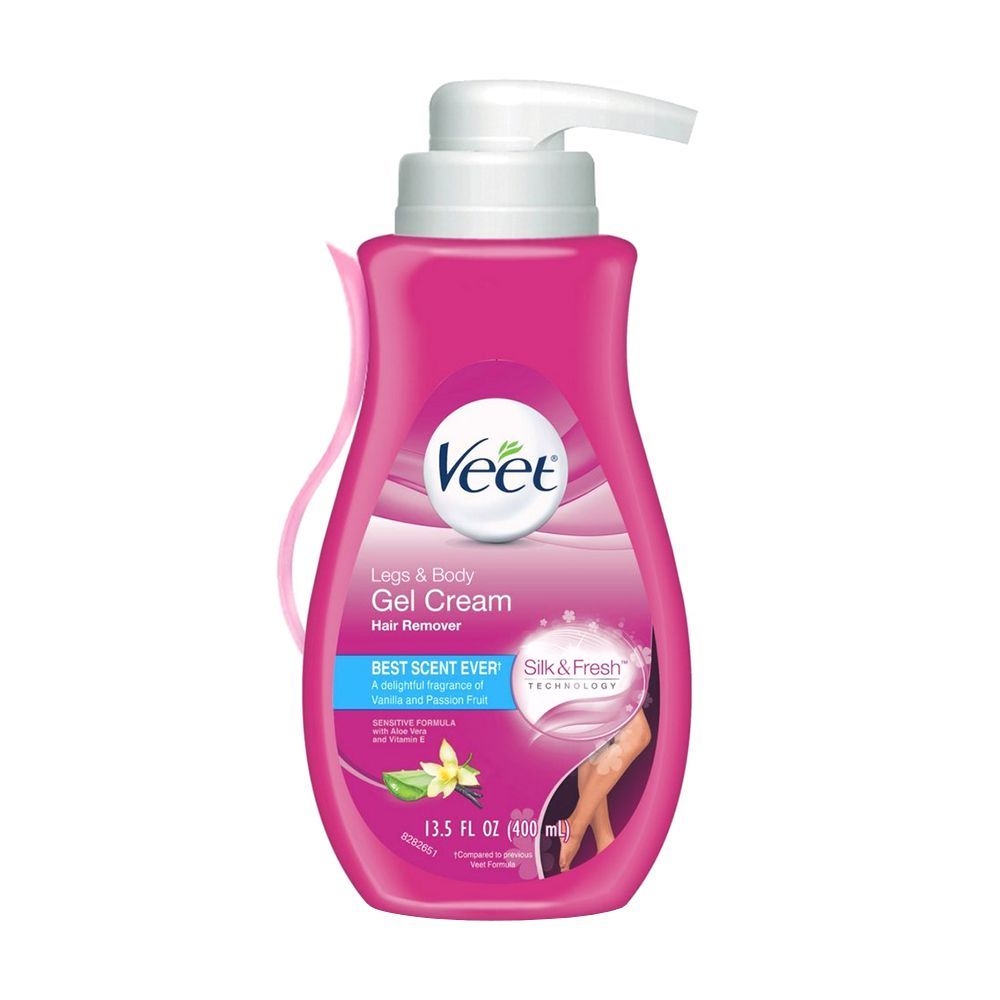 Veet®
Legs & Body
Gel Cream
Hair Remover
BEST SCENT EVER†
A delightful fragrance of
Vanilla and Passion Fruit
Silk & Fresh™
TECHNOLOGY
SENSITIVE FORMULA
with Aloe Vera
and Vitamin E
13.5 FL OZ (400 mL)
8282651
†Compared to previous
Veet Formula